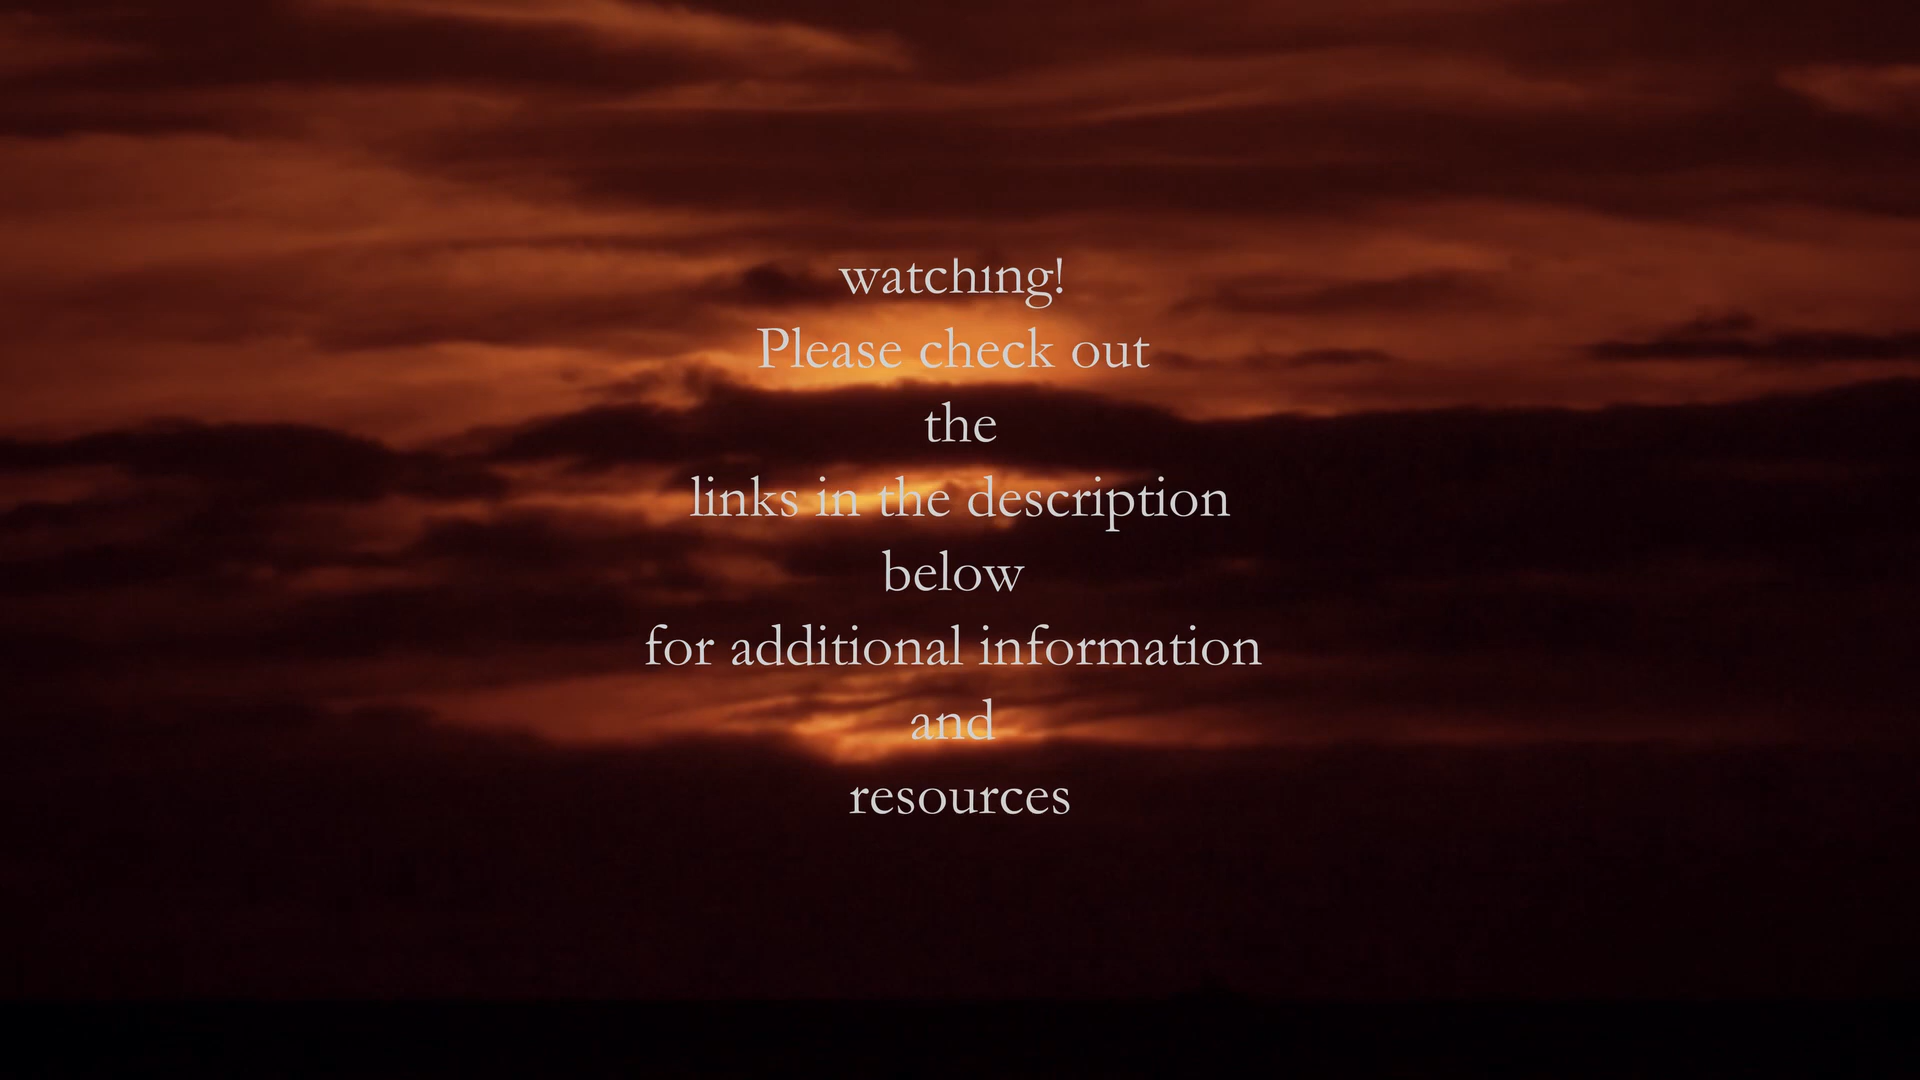 watching!
Please check out
the
links in the description
below
for additional information
and
resources